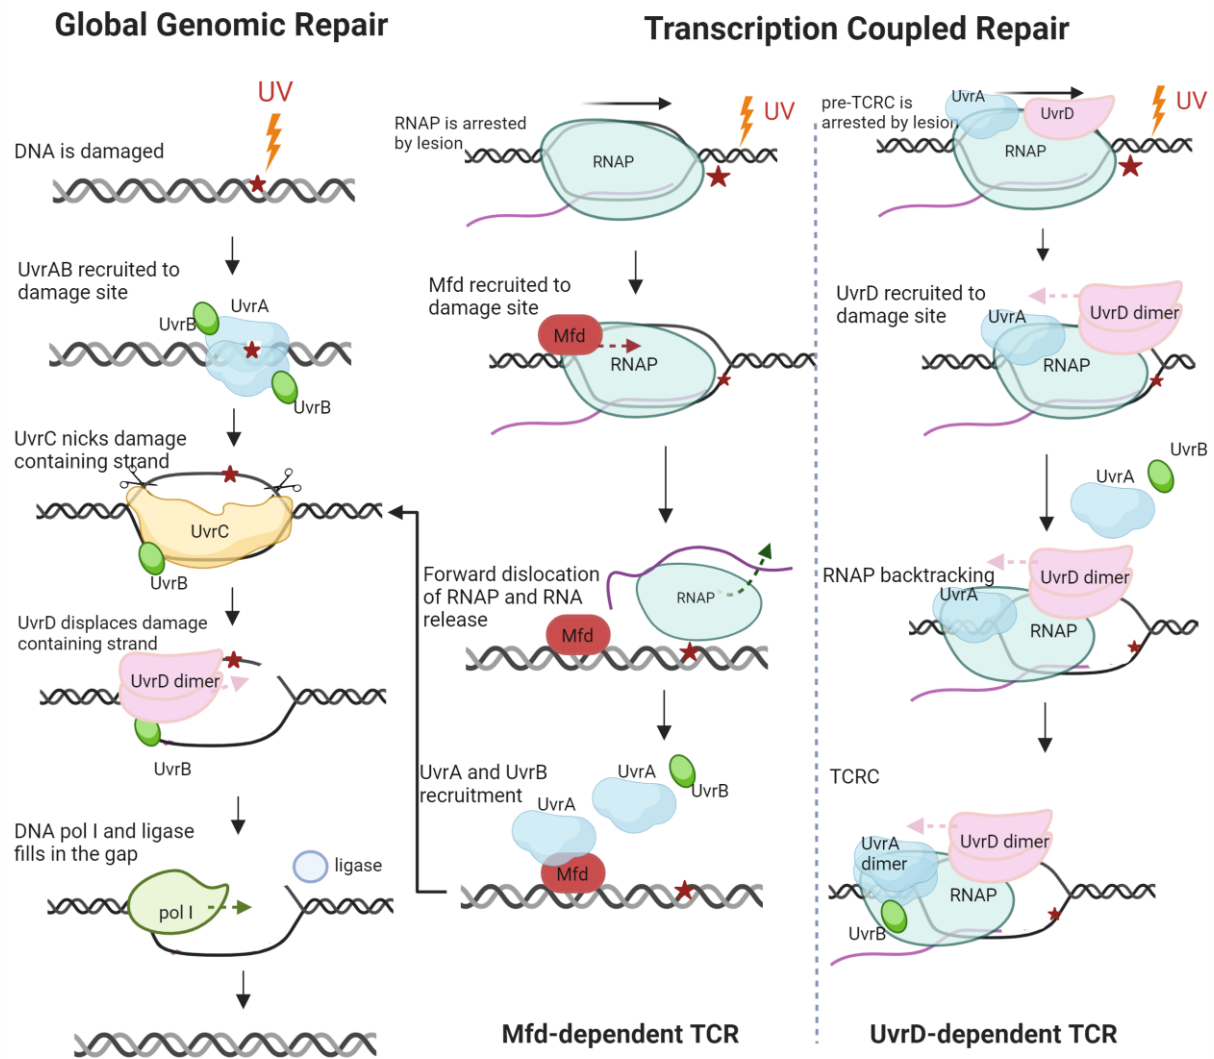 Global Genomic Repair
UV
DNA is damaged
UvrAB recruited to
damage site
UvrA
UvrB
UvrB
UvrC nicks damage
containing strand
UvrC
UvrB
UvrD displaces damage
containing strand
UvrD dimer
UvrB
DNA pol I and ligase
fills in the gap
ligase
pol I
Transcription Coupled Repair
RNAP is arrested
by lesion
UV
RNAP
Mfd recruited to
damage site
Mfd
RNAP
Forward dislocation
of RNAP and RNA
release
RNAP
Mfd
UvrA and UvrB
recruitment
UvrA
UvrB
UvrA
Mfd
Mfd-dependent TCR
pre-TCRC is
arrested by lesion
UvrA
UvrD
UV
RNAP
UvrD recruited to
damage site
UvrA
UvrD dimer
RNAP
UvrB
UvrA
RNAP backtracking
UvrD dimer
UvrA
RNAP
TCRC
UvrD dimer
UvrA
dimer
RNAP
UvrB
UvrD-dependent TCR